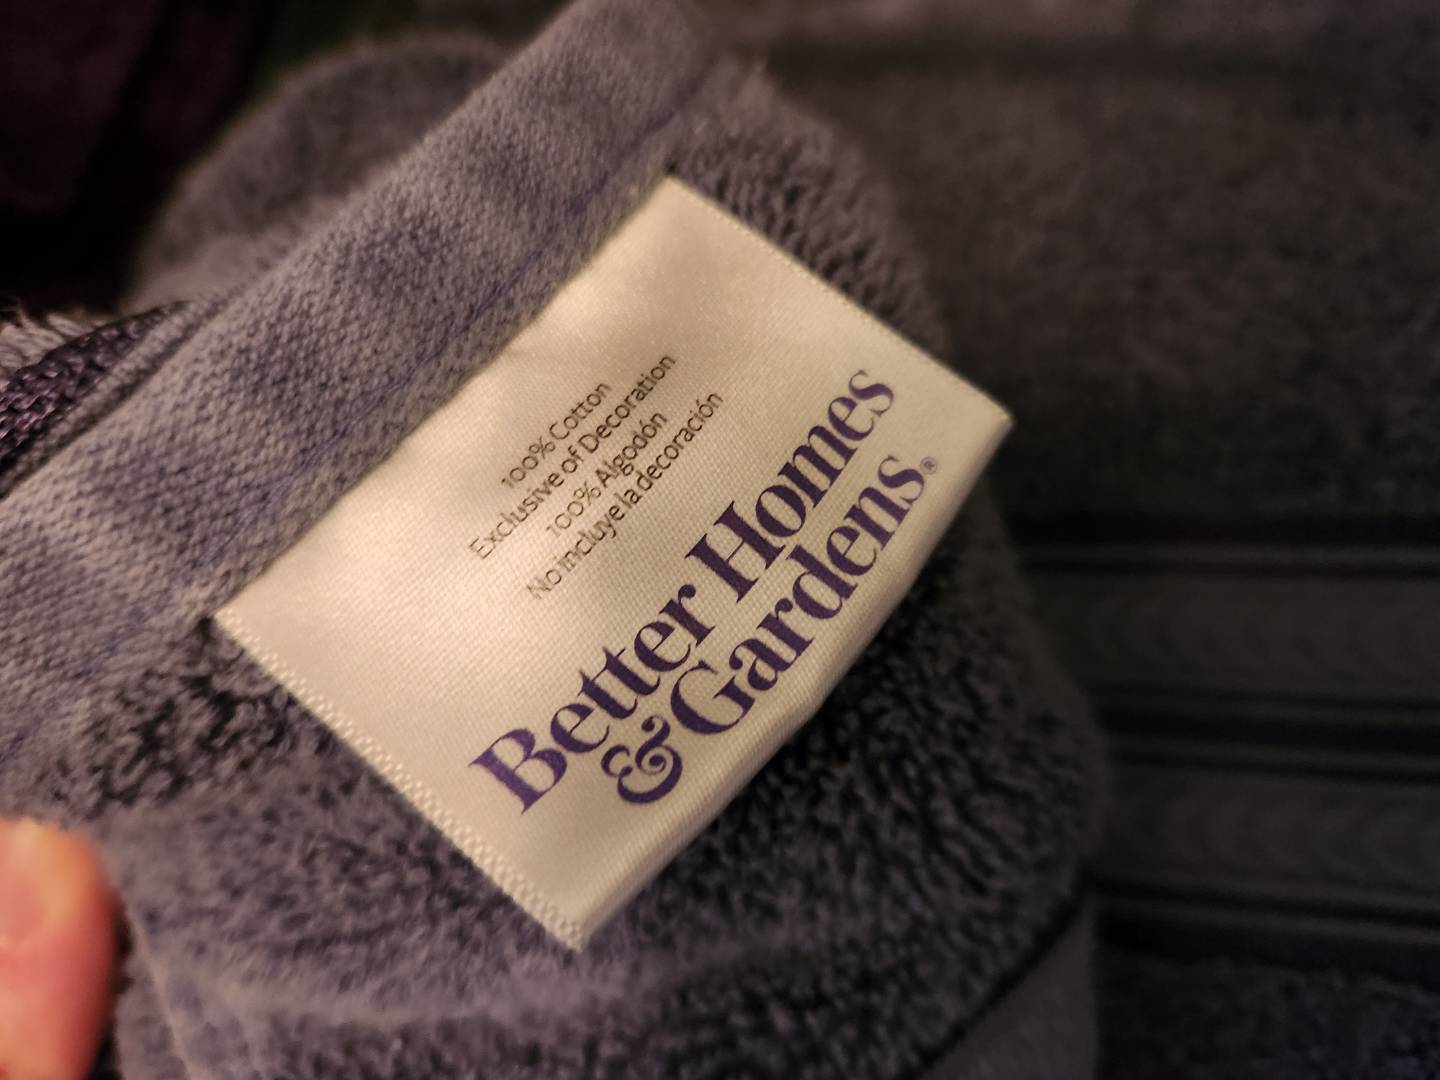 100% Cotton
Exclusive of Decoration
100% Algodón
No incluye la decoración
Better Homes
& Gardens®